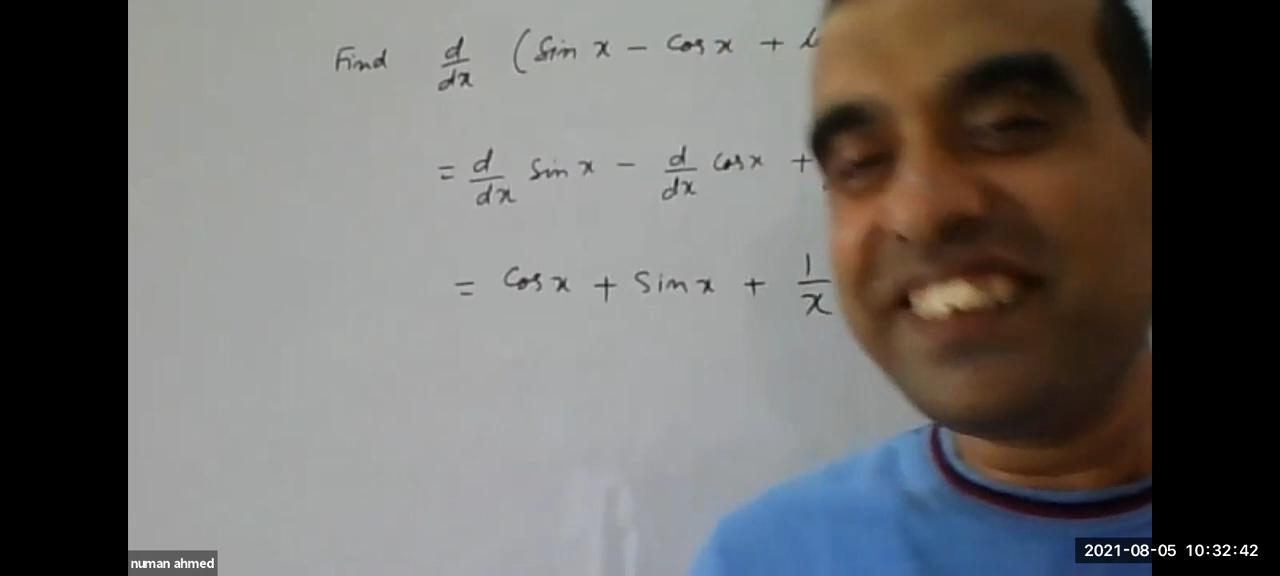 Find d/dx (Sin x - Cos x +
= d/dx Sin x - d/dx Cos x +
= Cos x + Sin x + 1/x
numan ahmed
2021-08-05 10:32:42